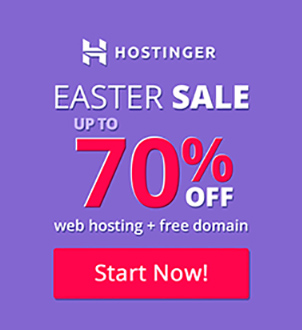 HOSTINGER
EASTER SALE
UP TO
70% OFF
web hosting + free domain
Start Now!